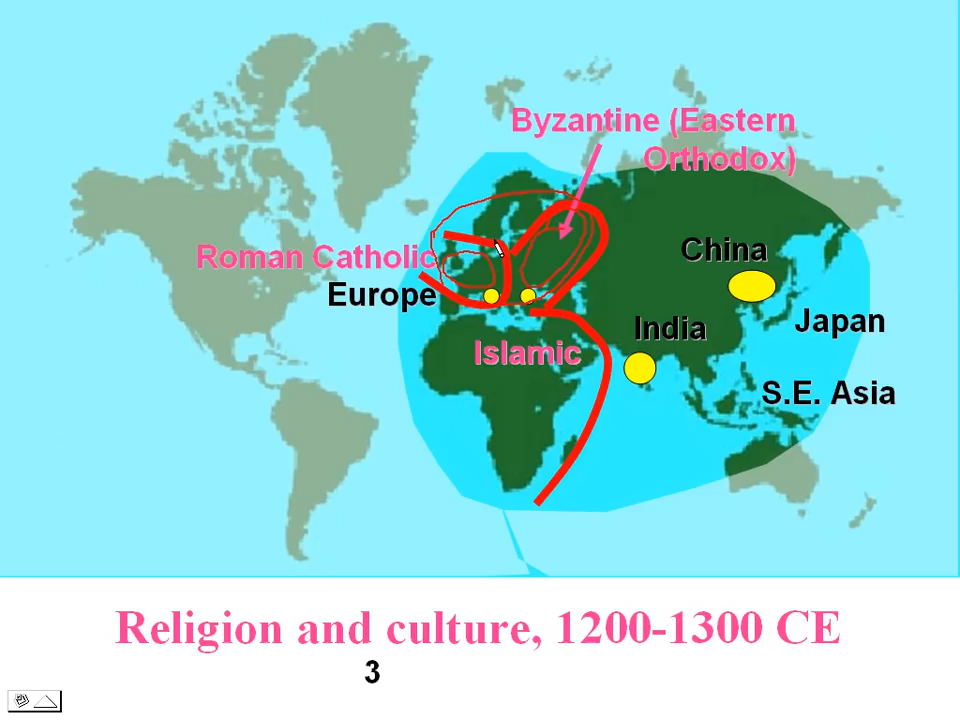 Byzantine (Eastern
Orthodox)
Roman Catholic
Europe
China
Japan
India
Islamic
S.E. Asia
Religion and culture, 1200-1300 CE
3